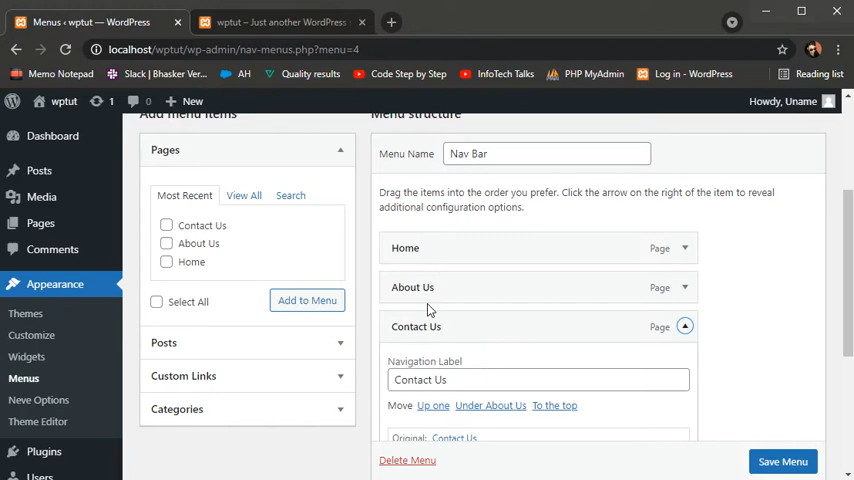 Menus ‹ wptut — WordPress
wptut – Just another WordPress
localhost/wptut/wp-admin/nav-menus.php?menu=4
Memo Notepad
Slack | Bhasker Ver...
AH
Quality results
Code Step by Step
InfoTech Talks
PHP MyAdmin
Log in - WordPress
Reading list
wptut
1
0
New
Howdy, Uname
Dashboard
Posts
Media
Pages
Comments
Appearance
Themes
Customize
Widgets
Menus
Neve Options
Theme Editor
Plugins
Users
Add menu items
Pages
Most Recent
View All
Search
Contact Us
About Us
Home
Select All
Add to Menu
Posts
Custom Links
Categories
Menu structure
Menu Name
Nav Bar
Drag the items into the order you prefer. Click the arrow on the right of the item to reveal
additional configuration options.
Home
Page
About Us
Page
Contact Us
Page
Navigation Label
Contact Us
Move Up one Under About Us To the top
Original: Contact Us
Delete Menu
Save Menu